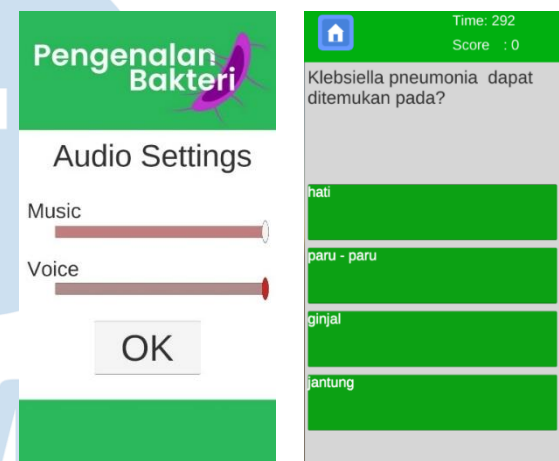 Pengenalan
Bakteri
Audio Settings
Music
Voice
OK
Time: 292
Score : 0
Klebsiella pneumonia dapat
ditemukan pada?
hati
paru - paru
ginjal
jantung